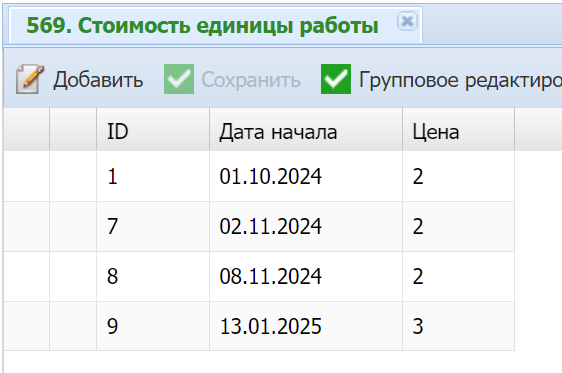 569. Стоимость единицы работы
Добавить Сохранить Групповое редактиро
ID Дата начала Цена
1 01.10.2024 2
7 02.11.2024 2
8 08.11.2024 2
9 13.01.2025 3